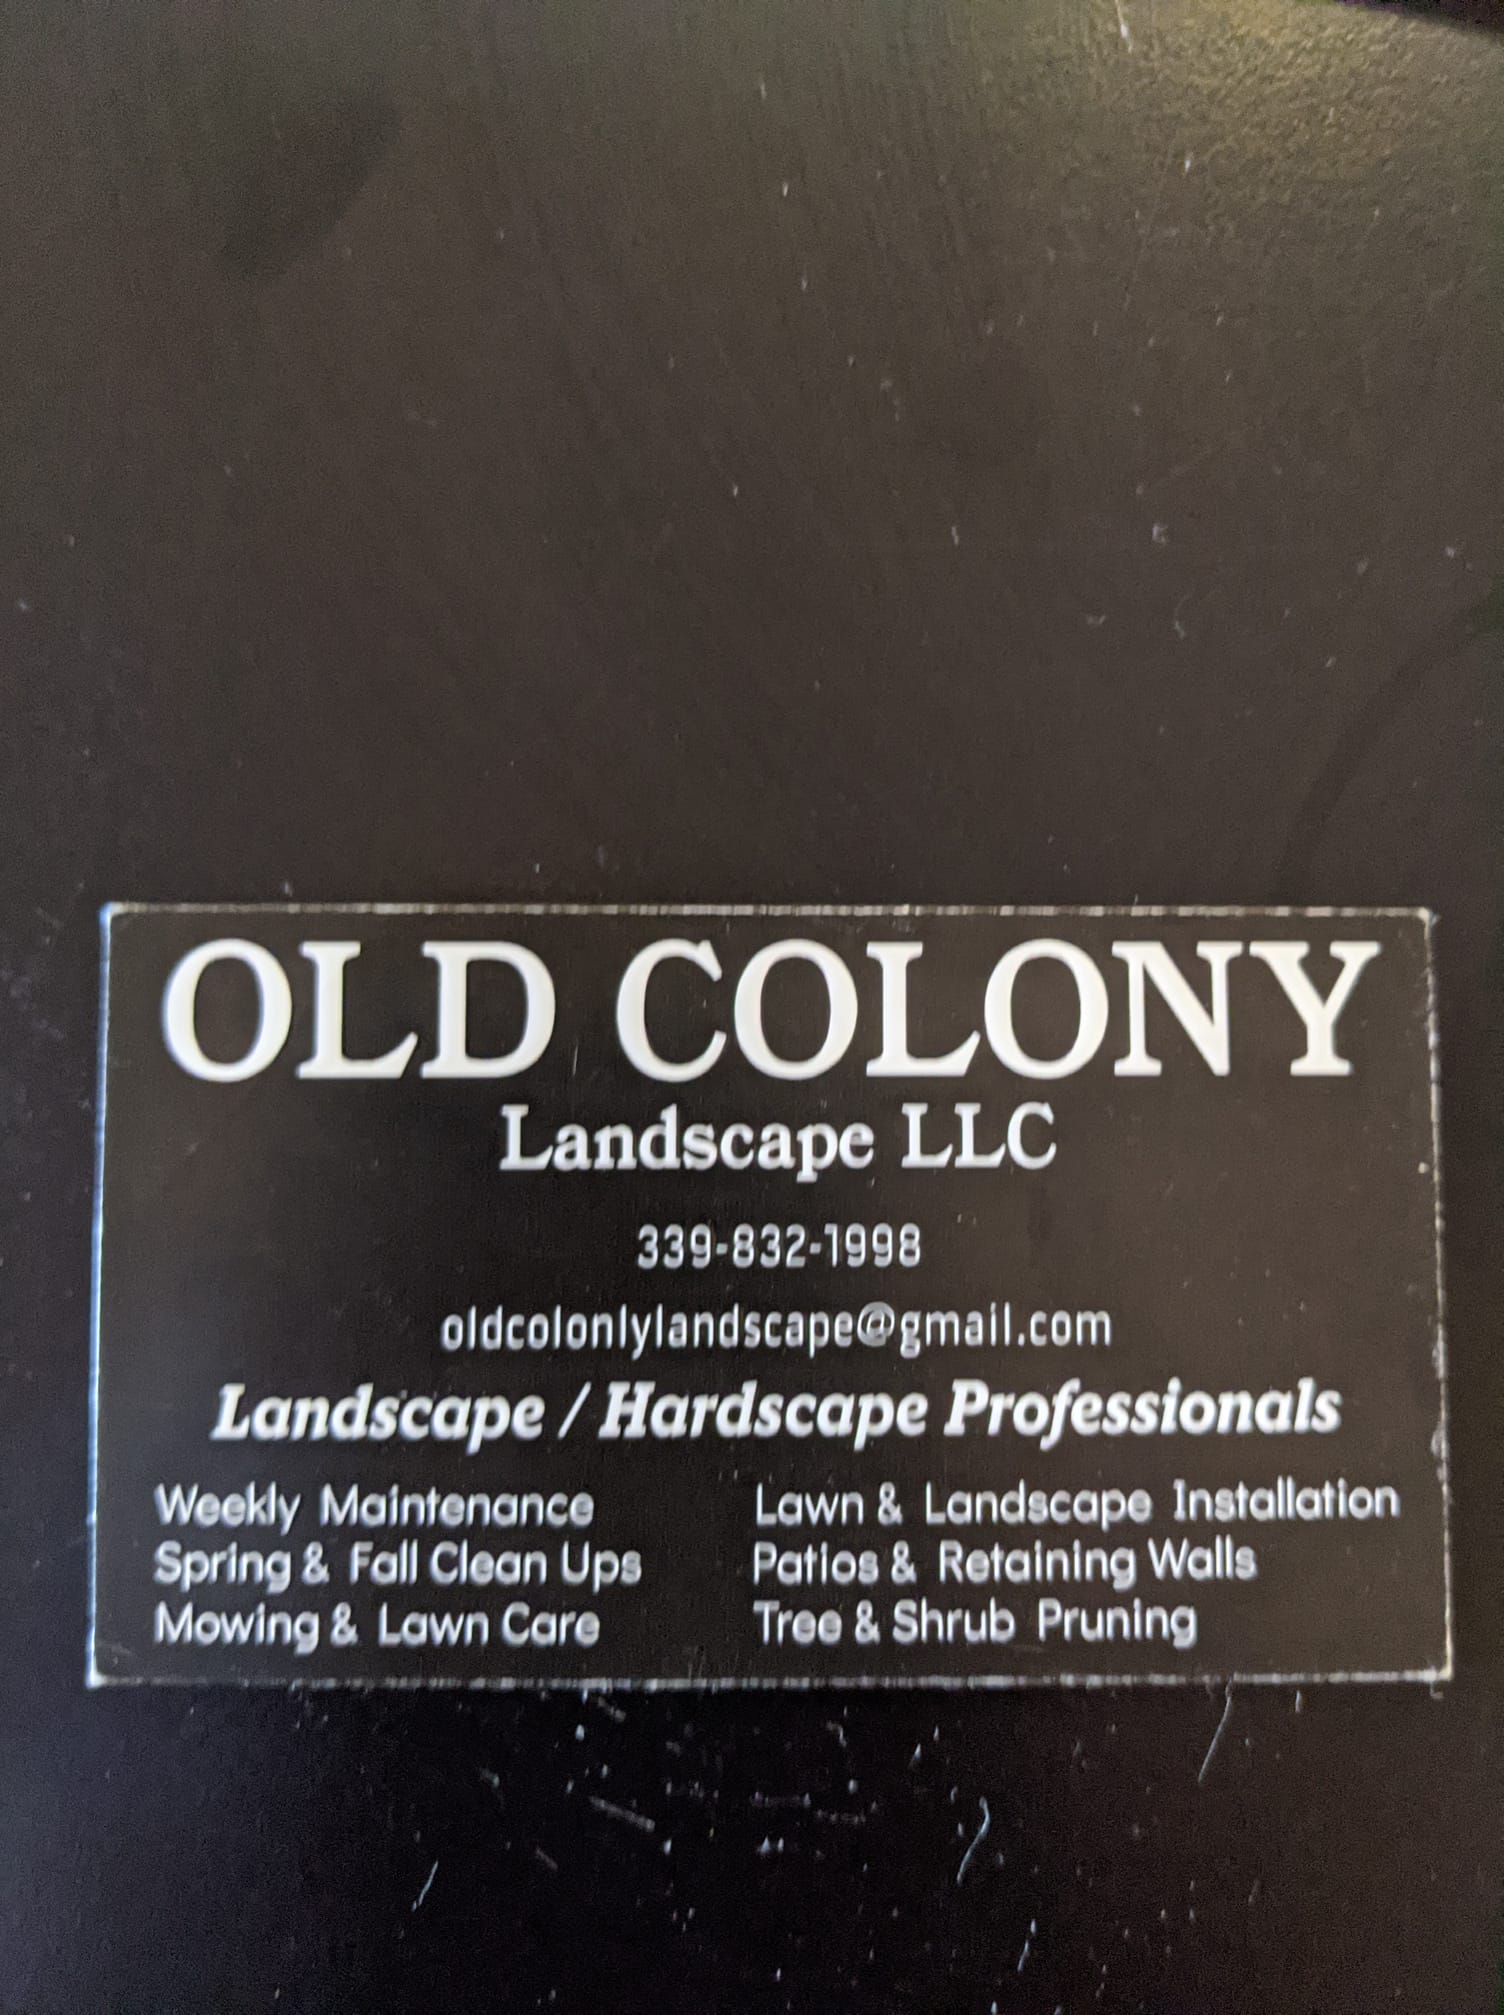 OLD COLONY
Landscape LLC
339-832-1998
oldcolonlylandscape@gmail.com
Landscape / Hardscape Professionals
Weekly Maintenance
Spring & Fall Clean Ups
Mowing & Lawn Care
Lawn & Landscape Installation
Patios & Retaining Walls
Tree & Shrub Pruning